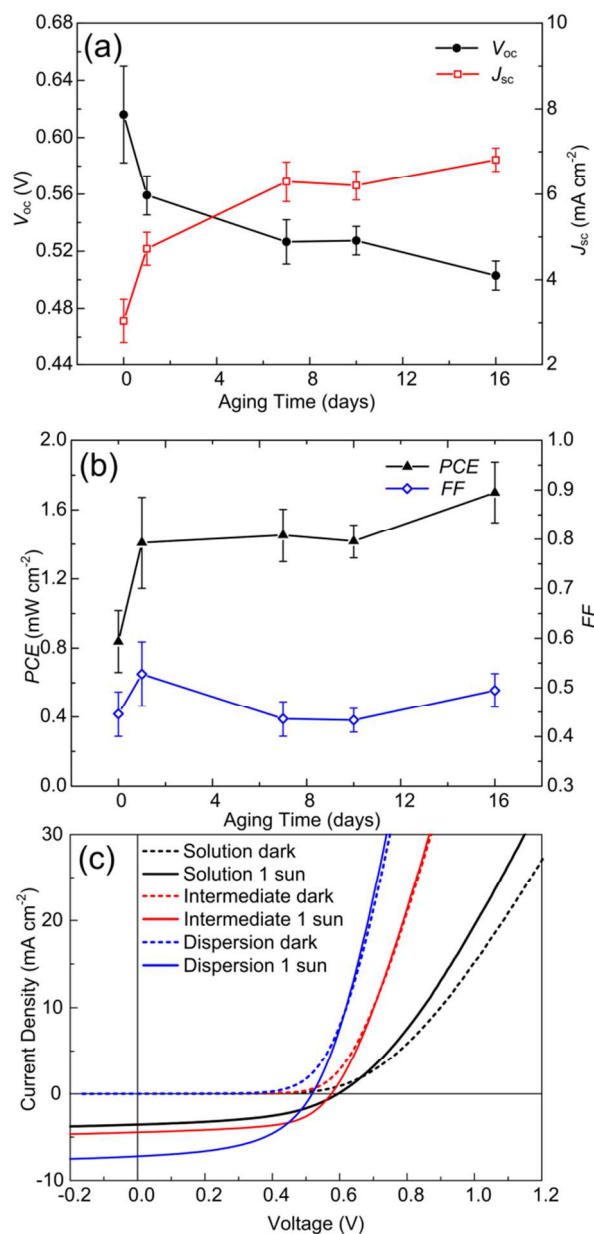 (a)
V_oc
J_sc
V_oc (V)
0.68
0.64
0.60
0.56
0.52
0.48
0.44
10
8
6
4
2
J_sc (mA cm⁻²)
0 4 8 12 16
Aging Time (days)
(b)
PCE
FF
PCE (mW cm⁻²)
2.0
1.6
1.2
0.8
0.4
0.0
1.0
0.9
0.8
0.7
0.6
0.5
0.4
0.3
FF
0 4 8 12 16
Aging Time (days)
(c)
Solution dark
Solution 1 sun
Intermediate dark
Intermediate 1 sun
Dispersion dark
Dispersion 1 sun
Current Density (mA cm⁻²)
30
20
10
0
-10
-0.2 0.0 0.2 0.4 0.6 0.8 1.0 1.2
Voltage (V)